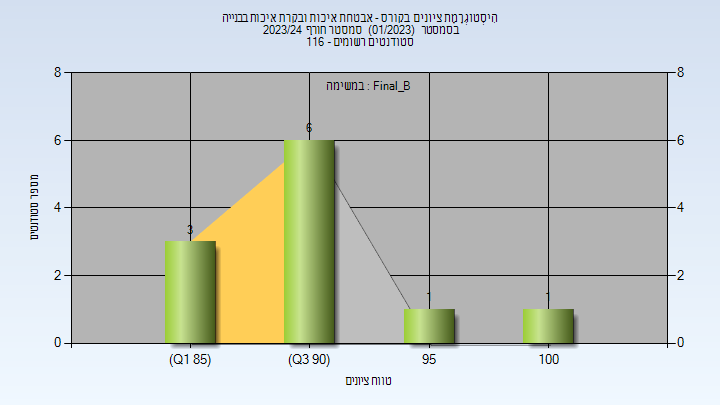 היסטוגרמת ציונים בקורס - אבטחת איכות ובקרת איכות בבנייה
בסמסטר (01/2023) סמסטר חורף 2023/24
סטודנטים רשומים - 116
במשימה : Final_B
8
6
4
2
0
8
6
4
2
0
מספר סטודנטים
3
6
1
1
(Q1 85)
(Q3 90)
95
100
טווח ציונים